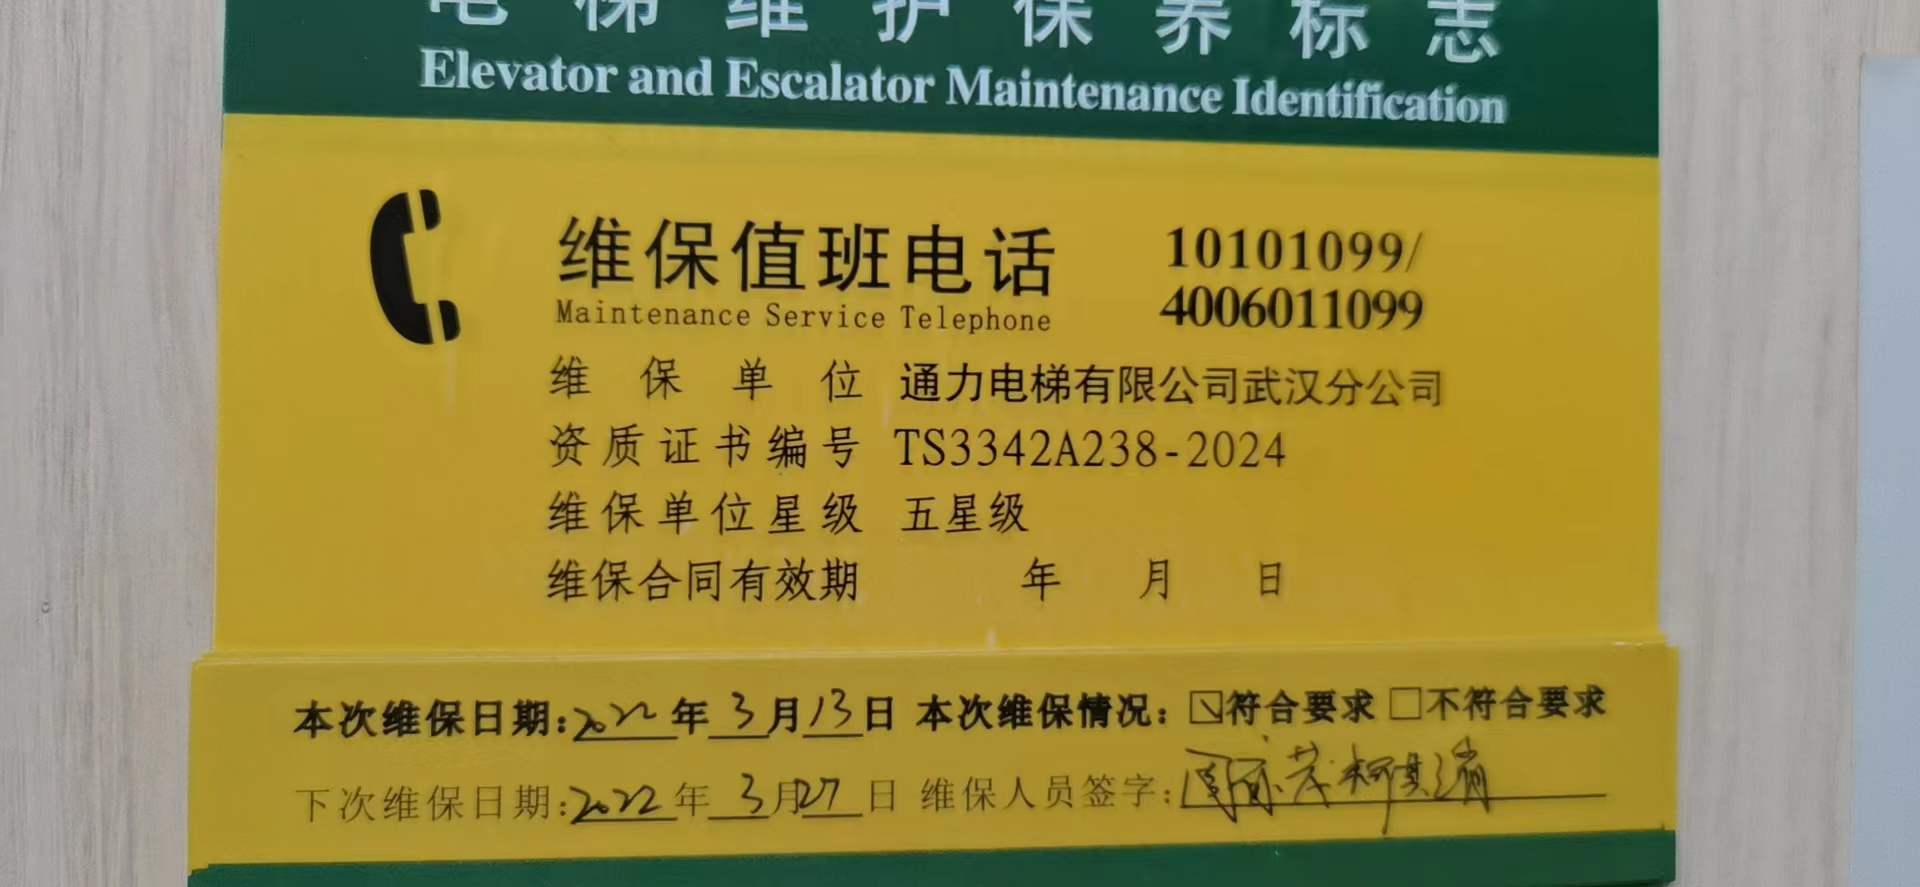 电梯维护保养标志
Elevator and Escalator Maintenance Identification
维保值班电话 10101099/
Maintenance Service Telephone 4006011099
维保单位 通力电梯有限公司武汉分公司
资质证书编号 TS3342A238-2024
维保单位星级 五星级
维保合同有效期 年 月 日
本次维保日期:2022年3月13日 本次维保情况: ☑符合要求 □不符合要求
下次维保日期:2022年3月27日 维保人员签字: